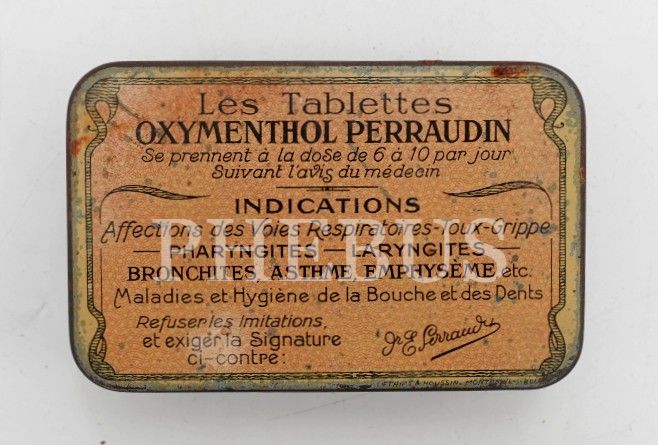 Les Tablettes
OXYMENTHOL PERRAUDIN
Se prennent à la dose de 6 à 10 par jour
Suivant l'avis du médecin
INDICATIONS
Affections des Voies Respiratoires-Toux-Grippe
PHEBUS
PHARYNGITES — LARYNGITES
BRONCHITES, ASTHME, EMPHYSÈME, etc.
Maladies et Hygiène de la Bouche et des Dents
Refuser les imitations,
et exiger la Signature
ci-contre:
Dr E. Perraudin